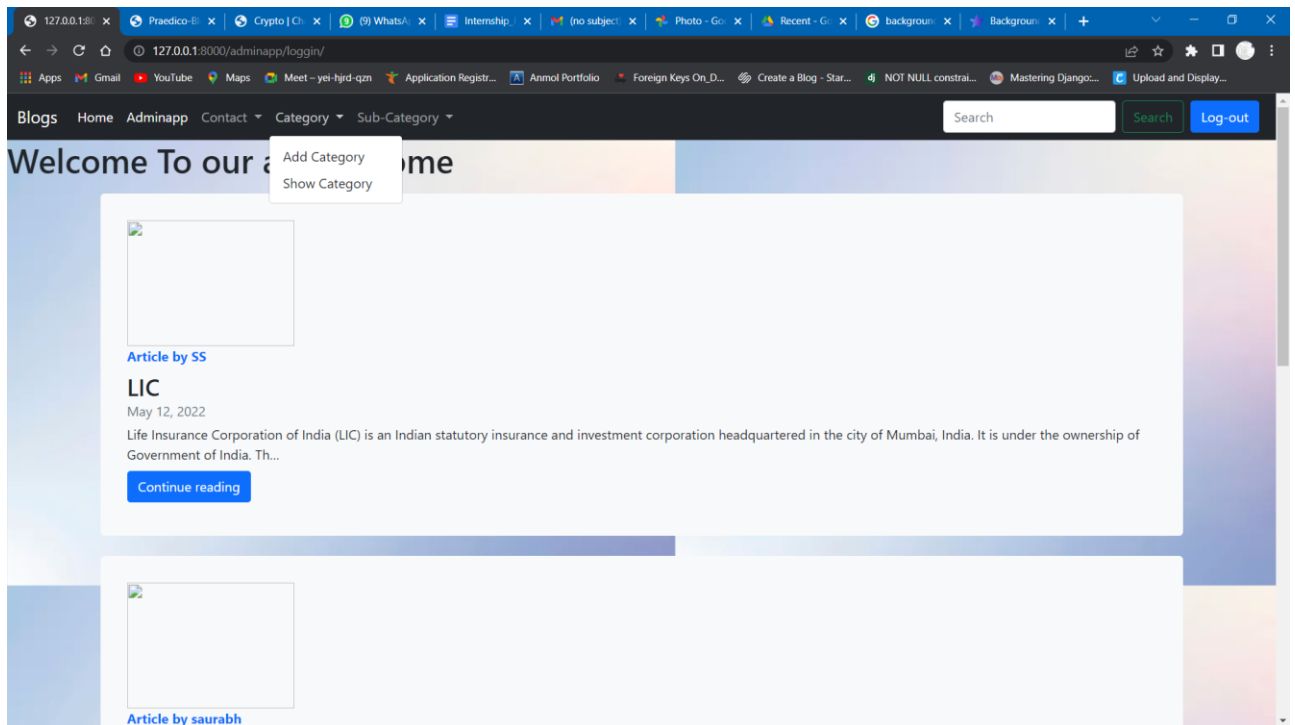 127.0.0.1:80
Praedico-B
Crypto | Ch
(9) WhatsA
Internship_
(no subject)
Photo - Go
Recent - Go
backgroun
Backgroun
127.0.0.1:8000/adminapp/loggin/
Apps Gmail YouTube Maps Meet – yei-hjrd-qzn Application Registr... Anmol Portfolio Foreign Keys On_D... Create a Blog - Star... dj NOT NULL constrai... Mastering Django:... C Upload and Display...
Blogs Home Adminapp Contact Category Sub-Category Search Search Log-out
Add Category
Show Category
Welcome To our a me
Article by SS
LIC
May 12, 2022
Life Insurance Corporation of India (LIC) is an Indian statutory insurance and investment corporation headquartered in the city of Mumbai, India. It is under the ownership of
Government of India. Th...
Continue reading
Article by saurabh